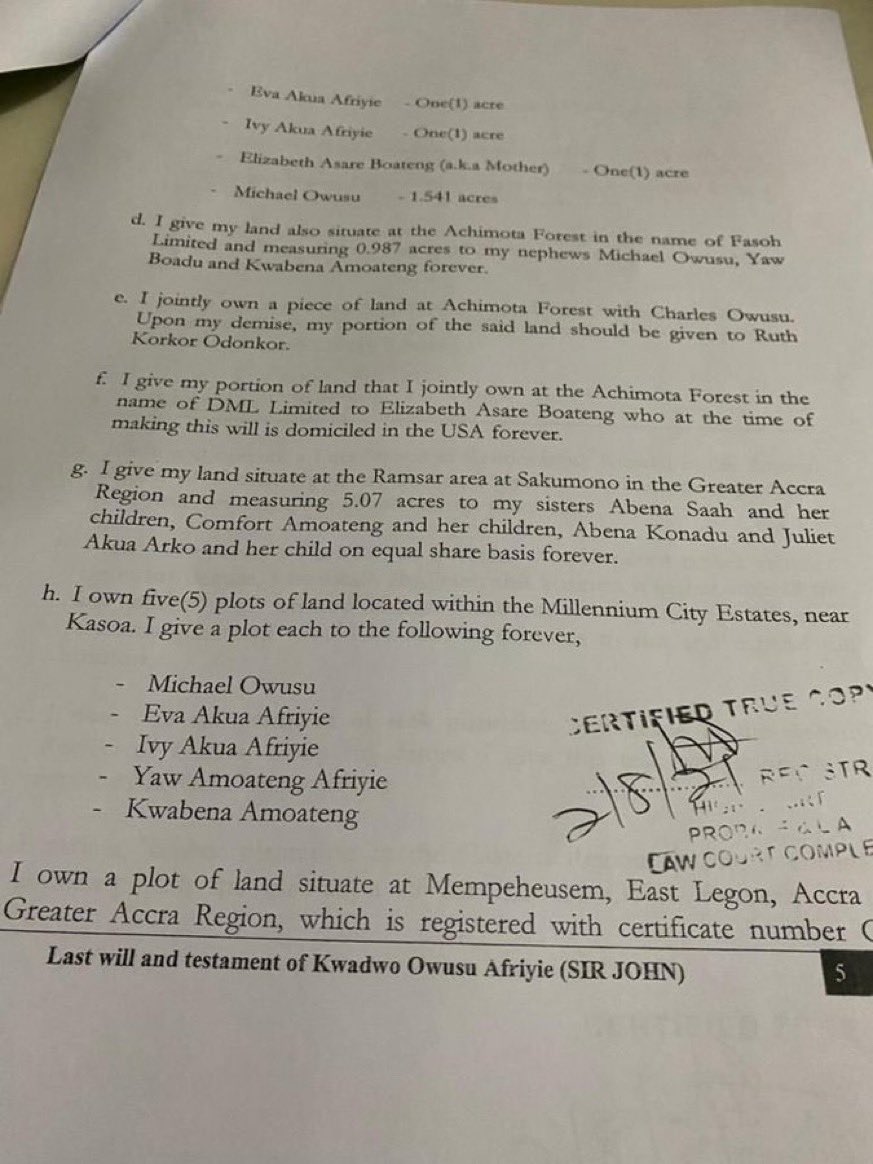 - Eva Akua Afriyie - One(1) acre
- Ivy Akua Afriyie - One(1) acre
- Elizabeth Asare Boateng (a.k.a Mother) - One(1) acre
- Michael Owusu - 1.541 acres
d. I give my land also situate at the Achimota Forest in the name of Fasoh
Limited and measuring 0.987 acres to my nephews Michael Owusu, Yaw
Boadu and Kwabena Amoateng forever.
e. I jointly own a piece of land at Achimota Forest with Charles Owusu.
Upon my demise, my portion of the said land should be given to Ruth
Korkor Odonkor.
f. I give my portion of land that I jointly own at the Achimota Forest in the
name of DML Limited to Elizabeth Asare Boateng who at the time of
making this will is domiciled in the USA forever.
g. I give my land situate at the Ramsar area at Sakumono in the Greater Accra
Region and measuring 5.07 acres to my sisters Abena Saah and her
children, Comfort Amoateng and her children, Abena Konadu and Juliet
Akua Arko and her child on equal share basis forever.
h. I own five(5) plots of land located within the Millennium City Estates, near
Kasoa. I give a plot each to the following forever,
- Michael Owusu
- Eva Akua Afriyie
- Ivy Akua Afriyie
- Yaw Amoateng Afriyie
- Kwabena Amoateng
CERTIFIED TRUE COPY
2/8/21
LAW COURT COMPLE
I own a plot of land situate at Mempeheusem, East Legon, Accra
Greater Accra Region, which is registered with certificate number
Last will and testament of Kwadwo Owusu Afriyie (SIR JOHN)
5